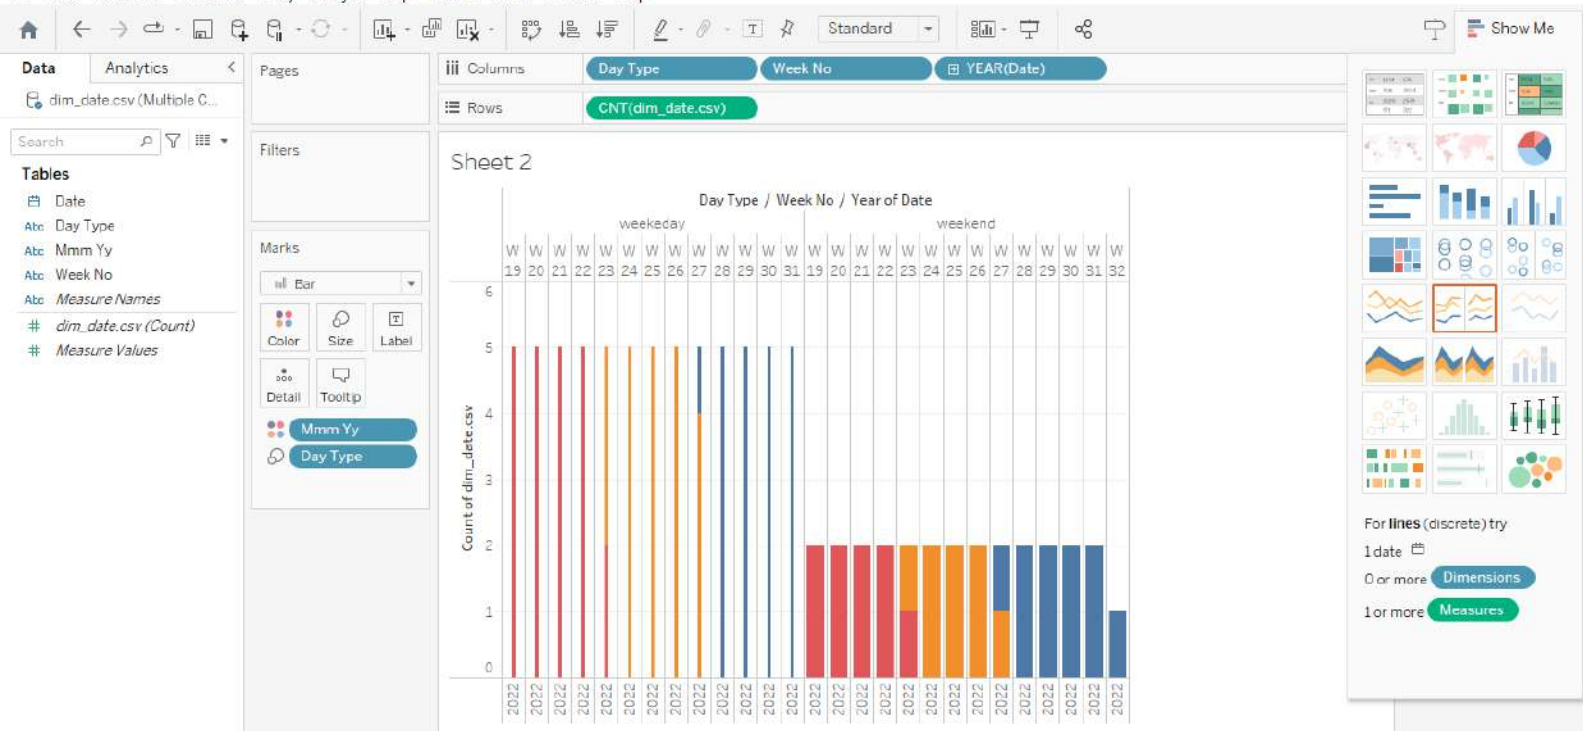 Standard
Show Me
Data
Analytics
dim_date.csv (Multiple C...
Search
Tables
Date
Abc Day Type
Abc Mmm Yy
Abc Week No
Abc Measure Names
# dim_date.csv (Count)
# Measure Values
Pages
Filters
Marks
Bar
Color
Size
T
Label
Detail
Tooltip
Mmm Yy
Day Type
Columns
Day Type
Week No
YEAR(Date)
Rows
CNT(dim_date.csv)
Sheet 2
Day Type / Week No / Year of Date
weekeday
weekend
W W W W W W W W W W W W W W W W W W W W W W W W W W W
19 20 21 22 23 24 25 26 27 28 29 30 31 19 20 21 22 23 24 25 26 27 28 29 30 31 32
Count of dim_date.csv
6
5
4
3
2
1
0
2022 2022 2022 2022 2022 2022 2022 2022 2022 2022 2022 2022 2022 2022 2022 2022 2022 2022 2022 2022 2022 2022 2022 2022 2022 2022 2022
For lines (discrete) try
1 date
0 or more Dimensions
1 or more Measures